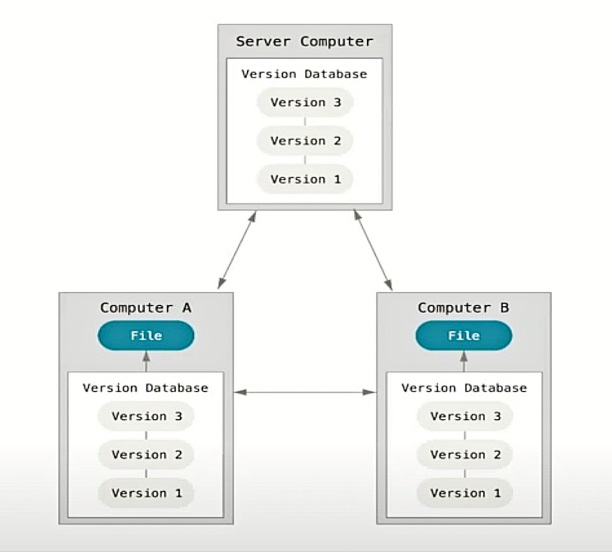 Server Computer
Version Database
Version 3
Version 2
Version 1
Computer A
File
Version Database
Version 3
Version 2
Version 1
Computer B
File
Version Database
Version 3
Version 2
Version 1